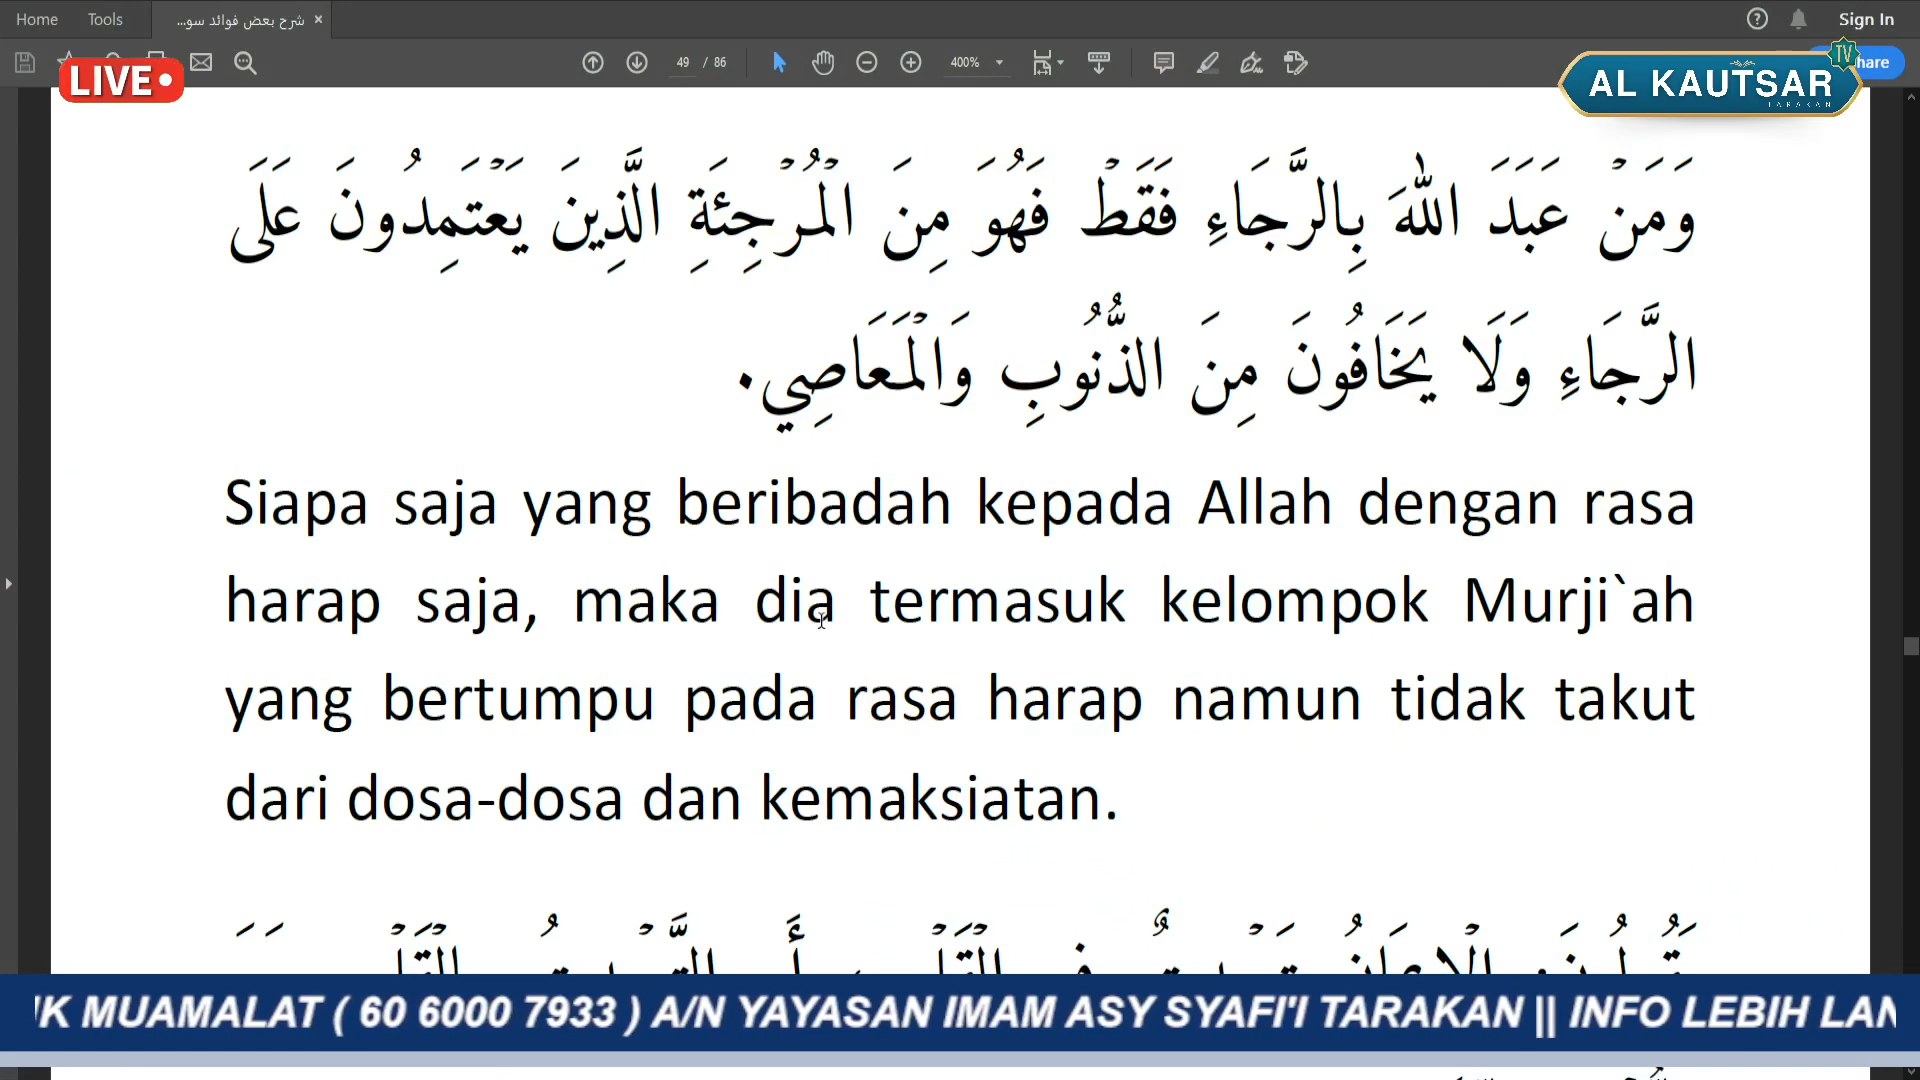 Home Tools شرح بعض فوائد سو... × Sign In
49 / 86 400% hare
LIVE
AL KAUTSAR TV
TARAKAN
وَمَنْ عَبَدَ اللهَ بِالرَّجَاءِ فَقَطْ فَهُوَ مِنَ الْمُرْجِئَةِ الَّذِينَ يَعْتَمِدُونَ عَلَى
الرَّجَاءِ وَلَا يَخَافُونَ مِنَ الذُّنُوبِ وَالْمَعَاصِي.
Siapa saja yang beribadah kepada Allah dengan rasa
harap saja, maka dia termasuk kelompok Murji`ah
yang bertumpu pada rasa harap namun tidak takut
dari dosa-dosa dan kemaksiatan.
K MUAMALAT ( 60 6000 7933 ) A/N YAYASAN IMAM ASY SYAFI'I TARAKAN || INFO LEBIH LAN